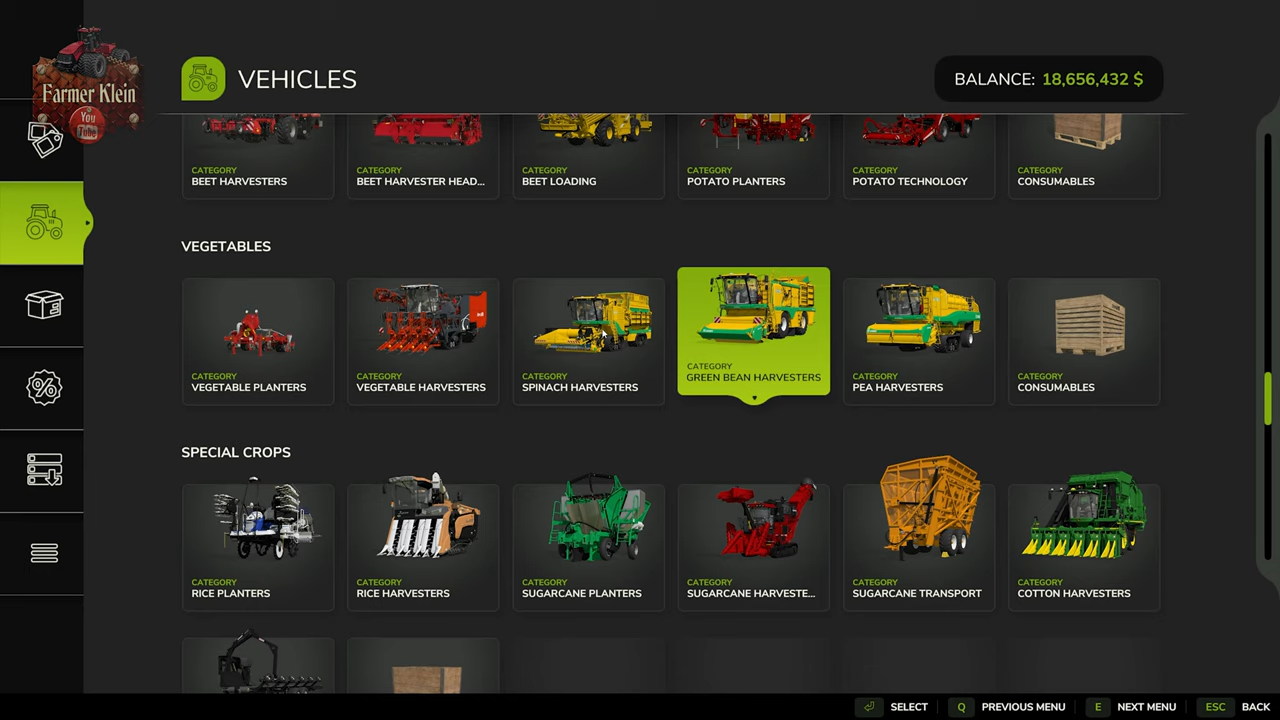 Farmer Klein
You
Tube
VEHICLES
BALANCE: 18,656,432 $
CATEGORY
BEET HARVESTERS
CATEGORY
BEET HARVESTER HEAD...
CATEGORY
BEET LOADING
CATEGORY
POTATO PLANTERS
CATEGORY
POTATO TECHNOLOGY
CATEGORY
CONSUMABLES
VEGETABLES
CATEGORY
VEGETABLE PLANTERS
CATEGORY
VEGETABLE HARVESTERS
CATEGORY
SPINACH HARVESTERS
CATEGORY
GREEN BEAN HARVESTERS
CATEGORY
PEA HARVESTERS
CATEGORY
CONSUMABLES
SPECIAL CROPS
CATEGORY
RICE PLANTERS
CATEGORY
RICE HARVESTERS
CATEGORY
SUGARCANE PLANTERS
CATEGORY
SUGARCANE HARVESTE...
CATEGORY
SUGARCANE TRANSPORT
CATEGORY
COTTON HARVESTERS
SELECT
Q PREVIOUS MENU
E NEXT MENU
ESC BACK